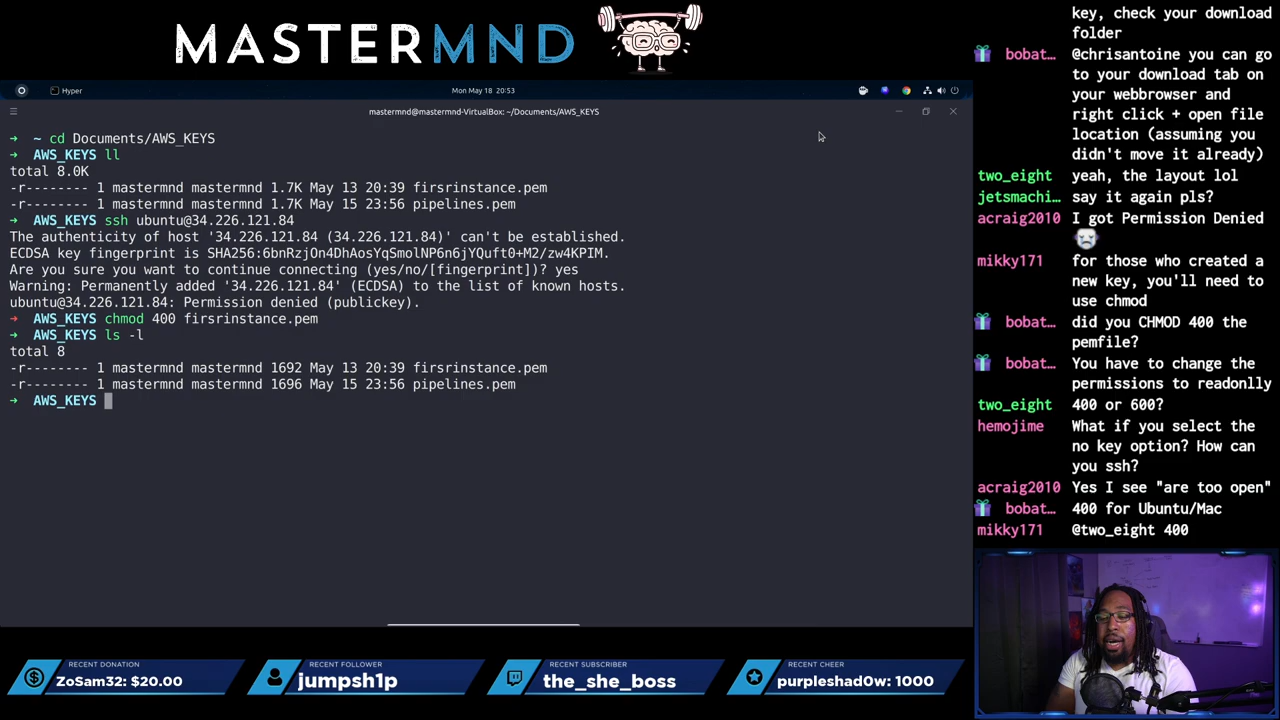 MASTERMND
Hyper
Mon May 18 20:53
mastermnd@mastermnd-VirtualBox: ~/Documents/AWS_KEYS
➜ ~ cd Documents/AWS_KEYS
➜ AWS_KEYS ll
total 8.0K
-r-------- 1 mastermnd mastermnd 1.7K May 13 20:39 firsrinstance.pem
-r-------- 1 mastermnd mastermnd 1.7K May 15 23:56 pipelines.pem
➜ AWS_KEYS ssh ubuntu@34.226.121.84
The authenticity of host '34.226.121.84 (34.226.121.84)' can't be established.
ECDSA key fingerprint is SHA256:6bnRzjOn4DhAosYqSmolNP6n6jYQuft0+M2/zw4KPIM.
Are you sure you want to continue connecting (yes/no/[fingerprint])? yes
Warning: Permanently added '34.226.121.84' (ECDSA) to the list of known hosts.
ubuntu@34.226.121.84: Permission denied (publickey).
➜ AWS_KEYS chmod 400 firsrinstance.pem
➜ AWS_KEYS ls -l
total 8
-r-------- 1 mastermnd mastermnd 1692 May 13 20:39 firsrinstance.pem
-r-------- 1 mastermnd mastermnd 1696 May 15 23:56 pipelines.pem
➜ AWS_KEYS
key, check your download
folder
bobat… @chrisantoine you can go
to your download tab on
your webbrowser and
right click + open file
location (assuming you
didn't move it already)
two_eight yeah, the layout lol
jetsmachi… say it again pls?
acraig2010 I got Permission Denied
mikky171 for those who created a
new key, you'll need to
use chmod
bobat… did you CHMOD 400 the
pemfile?
bobat… You have to change the
permissions to readonlly
two_eight 400 or 600?
hemojime What if you select the
no key option? How can
you ssh?
acraig2010 Yes I see "are too open"
bobat… 400 for Ubuntu/Mac
mikky171 @two_eight 400
RECENT DONATION
ZoSam32: $20.00
RECENT FOLLOWER
jumpsh1p
RECENT SUBSCRIBER
the_she_boss
RECENT CHEER
purpleshad0w: 1000